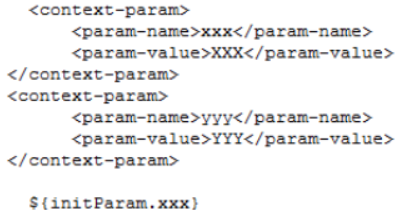 <context-param>
<param-name>xxx</param-name>
<param-value>XXX</param-value>
</context-param>
<context-param>
<param-name>yyy</param-name>
<param-value>YYY</param-value>
</context-param>
${initParam.xxx}